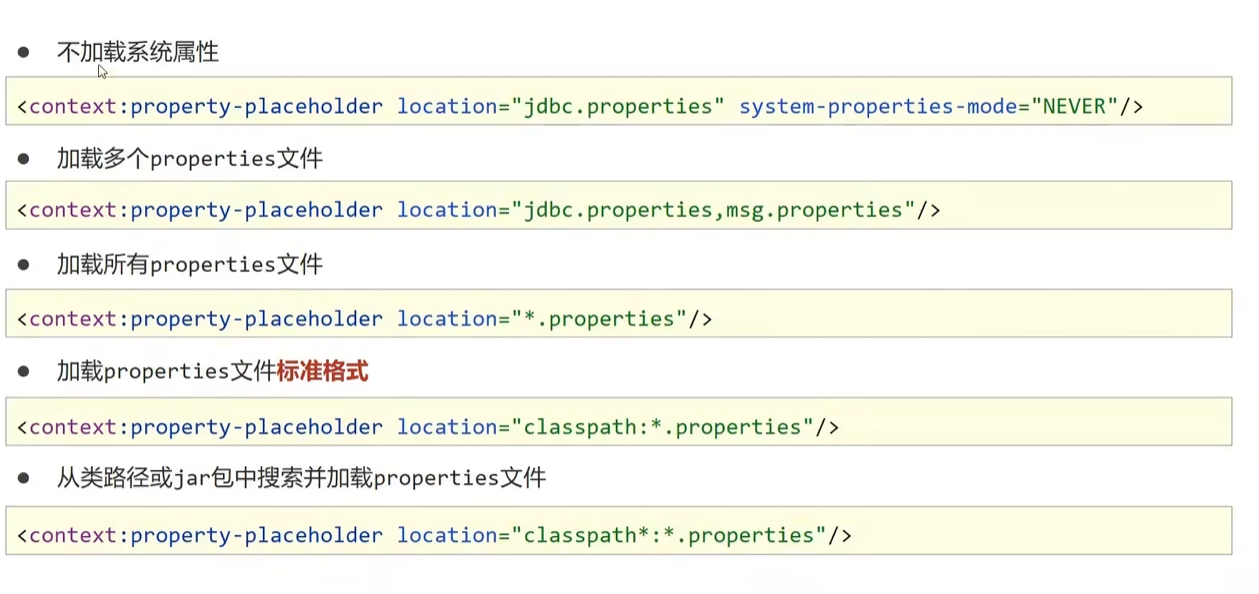 ● 不加载系统属性
<context:property-placeholder location="jdbc.properties" system-properties-mode="NEVER"/>
● 加载多个properties文件
<context:property-placeholder location="jdbc.properties,msg.properties"/>
● 加载所有properties文件
<context:property-placeholder location="*.properties"/>
● 加载properties文件标准格式
<context:property-placeholder location="classpath:*.properties"/>
● 从类路径或jar包中搜索并加载properties文件
<context:property-placeholder location="classpath*:*.properties"/>